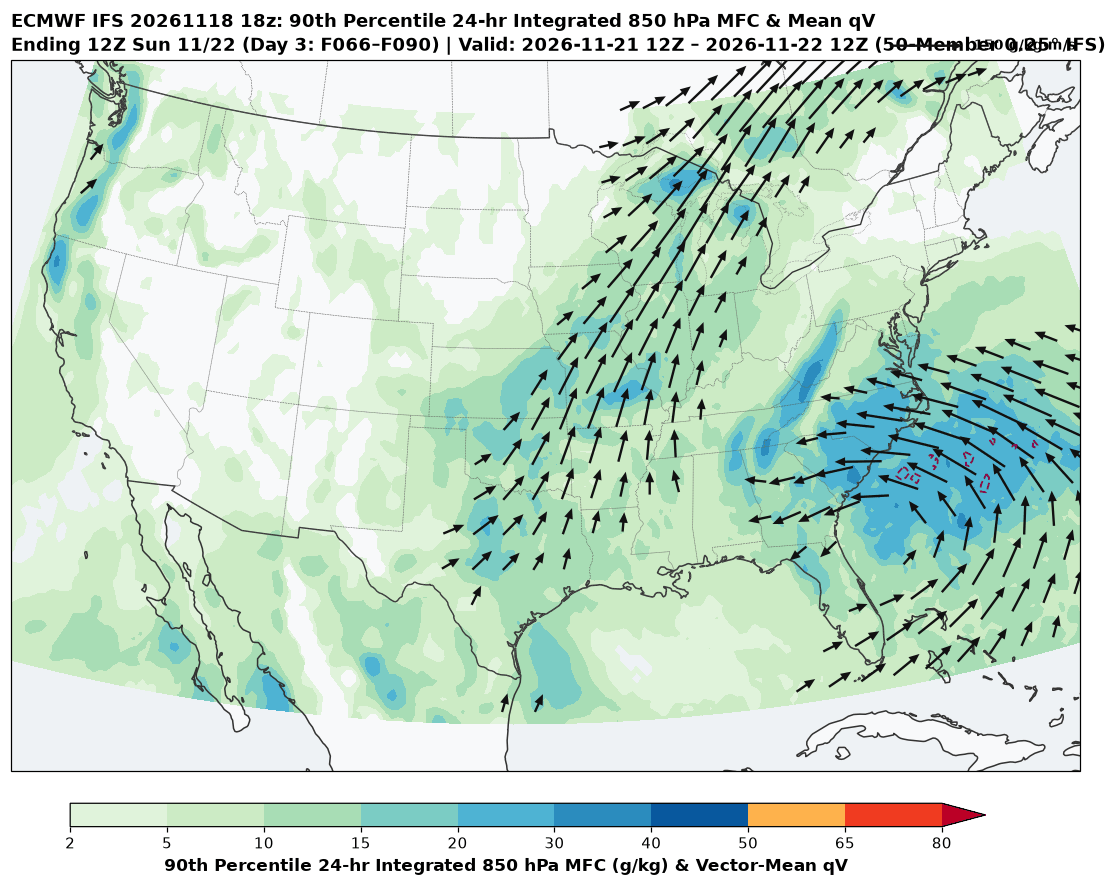 ECMWF IFS 20261118 18z: 90th Percentile 24-hr Integrated 850 hPa MFC & Mean qV
Ending 12Z Sun 11/22 (Day 3: F066–F090) | Valid: 2026-11-21 12Z – 2026-11-22 12Z (50-Member 0.25° IFS)
150 g/kg m/s
2 5 10 15 20 30 40 50 65 80
90th Percentile 24-hr Integrated 850 hPa MFC (g/kg) & Vector-Mean qV